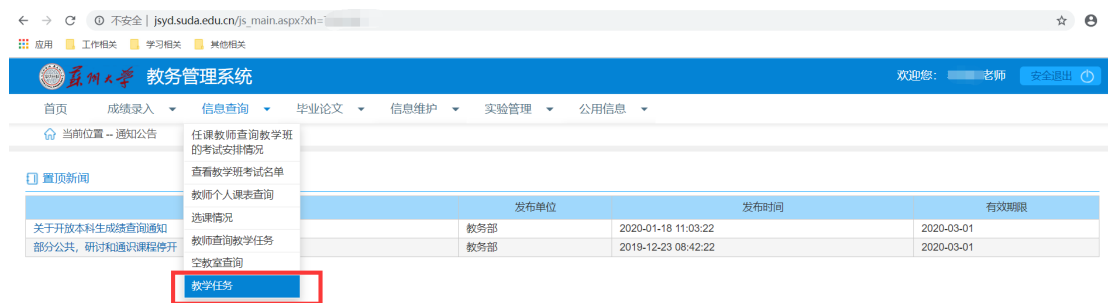 不安全 | jsyd.suda.edu.cn/js_main.aspx?xh=
应用 工作相关 学习相关 其他相关
苏州大学 教务管理系统 欢迎您： 老师 安全退出
首页 成绩录入 信息查询 毕业论文 信息维护 实验管理 公用信息
当前位置 -- 通知公告
任课教师查询教学班
的考试安排情况
查看教学班考试名单
教师个人课表查询
选课情况
教师查询教学任务
空教室查询
教学任务
置顶新闻
发布单位 发布时间 有效期限
关于开放本科生成绩查询通知 教务部 2020-01-18 11:03:22 2020-03-01
部分公共，研讨和通识课程停开 教务部 2019-12-23 08:42:22 2020-03-01